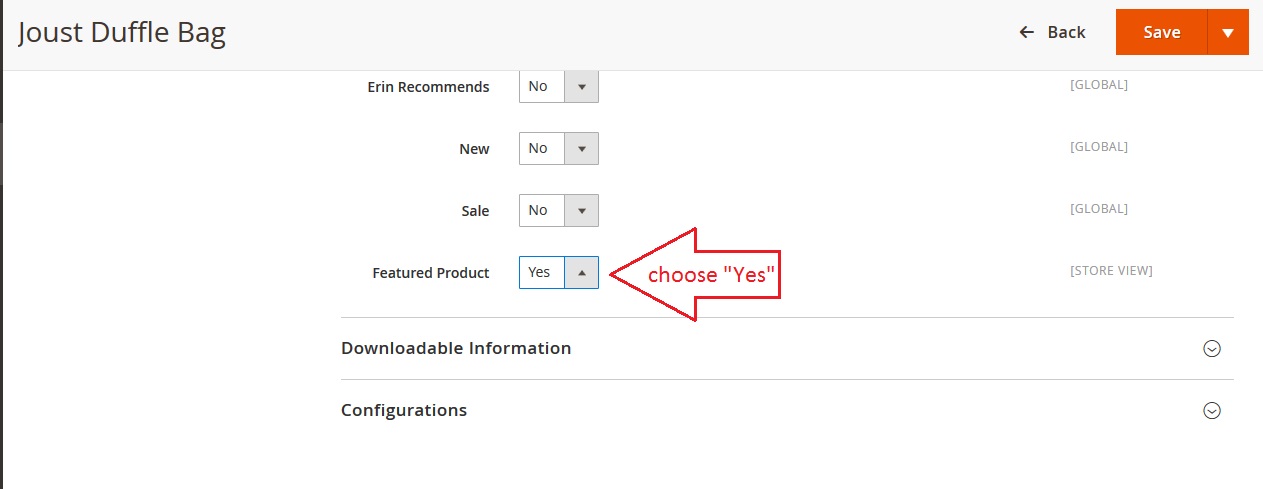 Joust Duffle Bag
Back
Save
Erin Recommends No [GLOBAL]
New No [GLOBAL]
Sale No [GLOBAL]
Featured Product Yes choose "Yes" [STORE VIEW]
Downloadable Information
Configurations